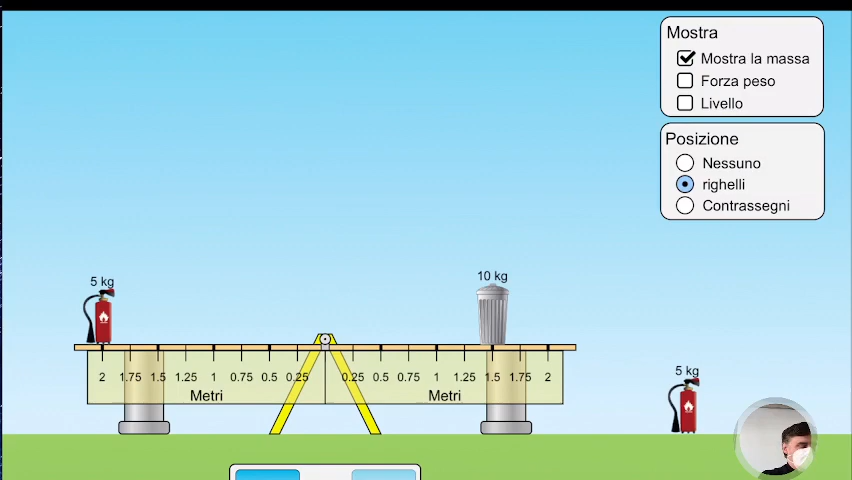 Mostra
Mostra la massa
Forza peso
Livello
Posizione
Nessuno
righelli
Contrassegni
5 kg
10 kg
2 1.75 1.5 1.25 1 0.75 0.5 0.25 0.25 0.5 0.75 1 1.25 1.5 1.75 2
Metri Metri
5 kg